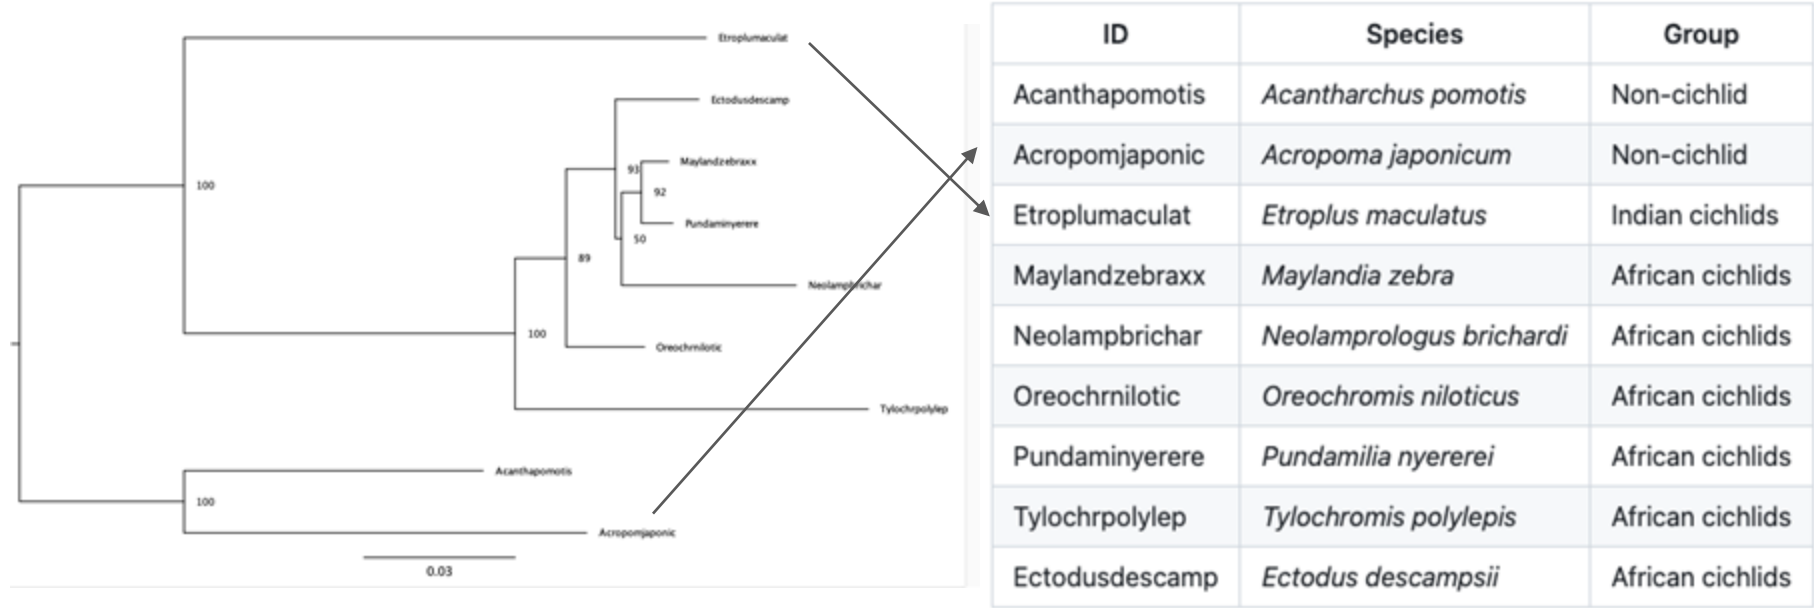 Etroplumaculat
Ectodusdescamp
93
Maylandzebraxx
92
Pundaminyerere
50
Neolampbrichar
89
Oreochrnilotic
100
100
Tylochrpolylep
Acanthapomotis
100
Acropomjaponic
0.03
ID Species Group
Acanthapomotis Acantharchus pomotis Non-cichlid
Acropomjaponic Acropoma japonicum Non-cichlid
Etroplumaculat Etroplus maculatus Indian cichlids
Maylandzebraxx Maylandia zebra African cichlids
Neolampbrichar Neolamprologus brichardi African cichlids
Oreochrnilotic Oreochromis niloticus African cichlids
Pundaminyerere Pundamilia nyererei African cichlids
Tylochrpolylep Tylochromis polylepis African cichlids
Ectodusdescamp Ectodus descampsii African cichlids